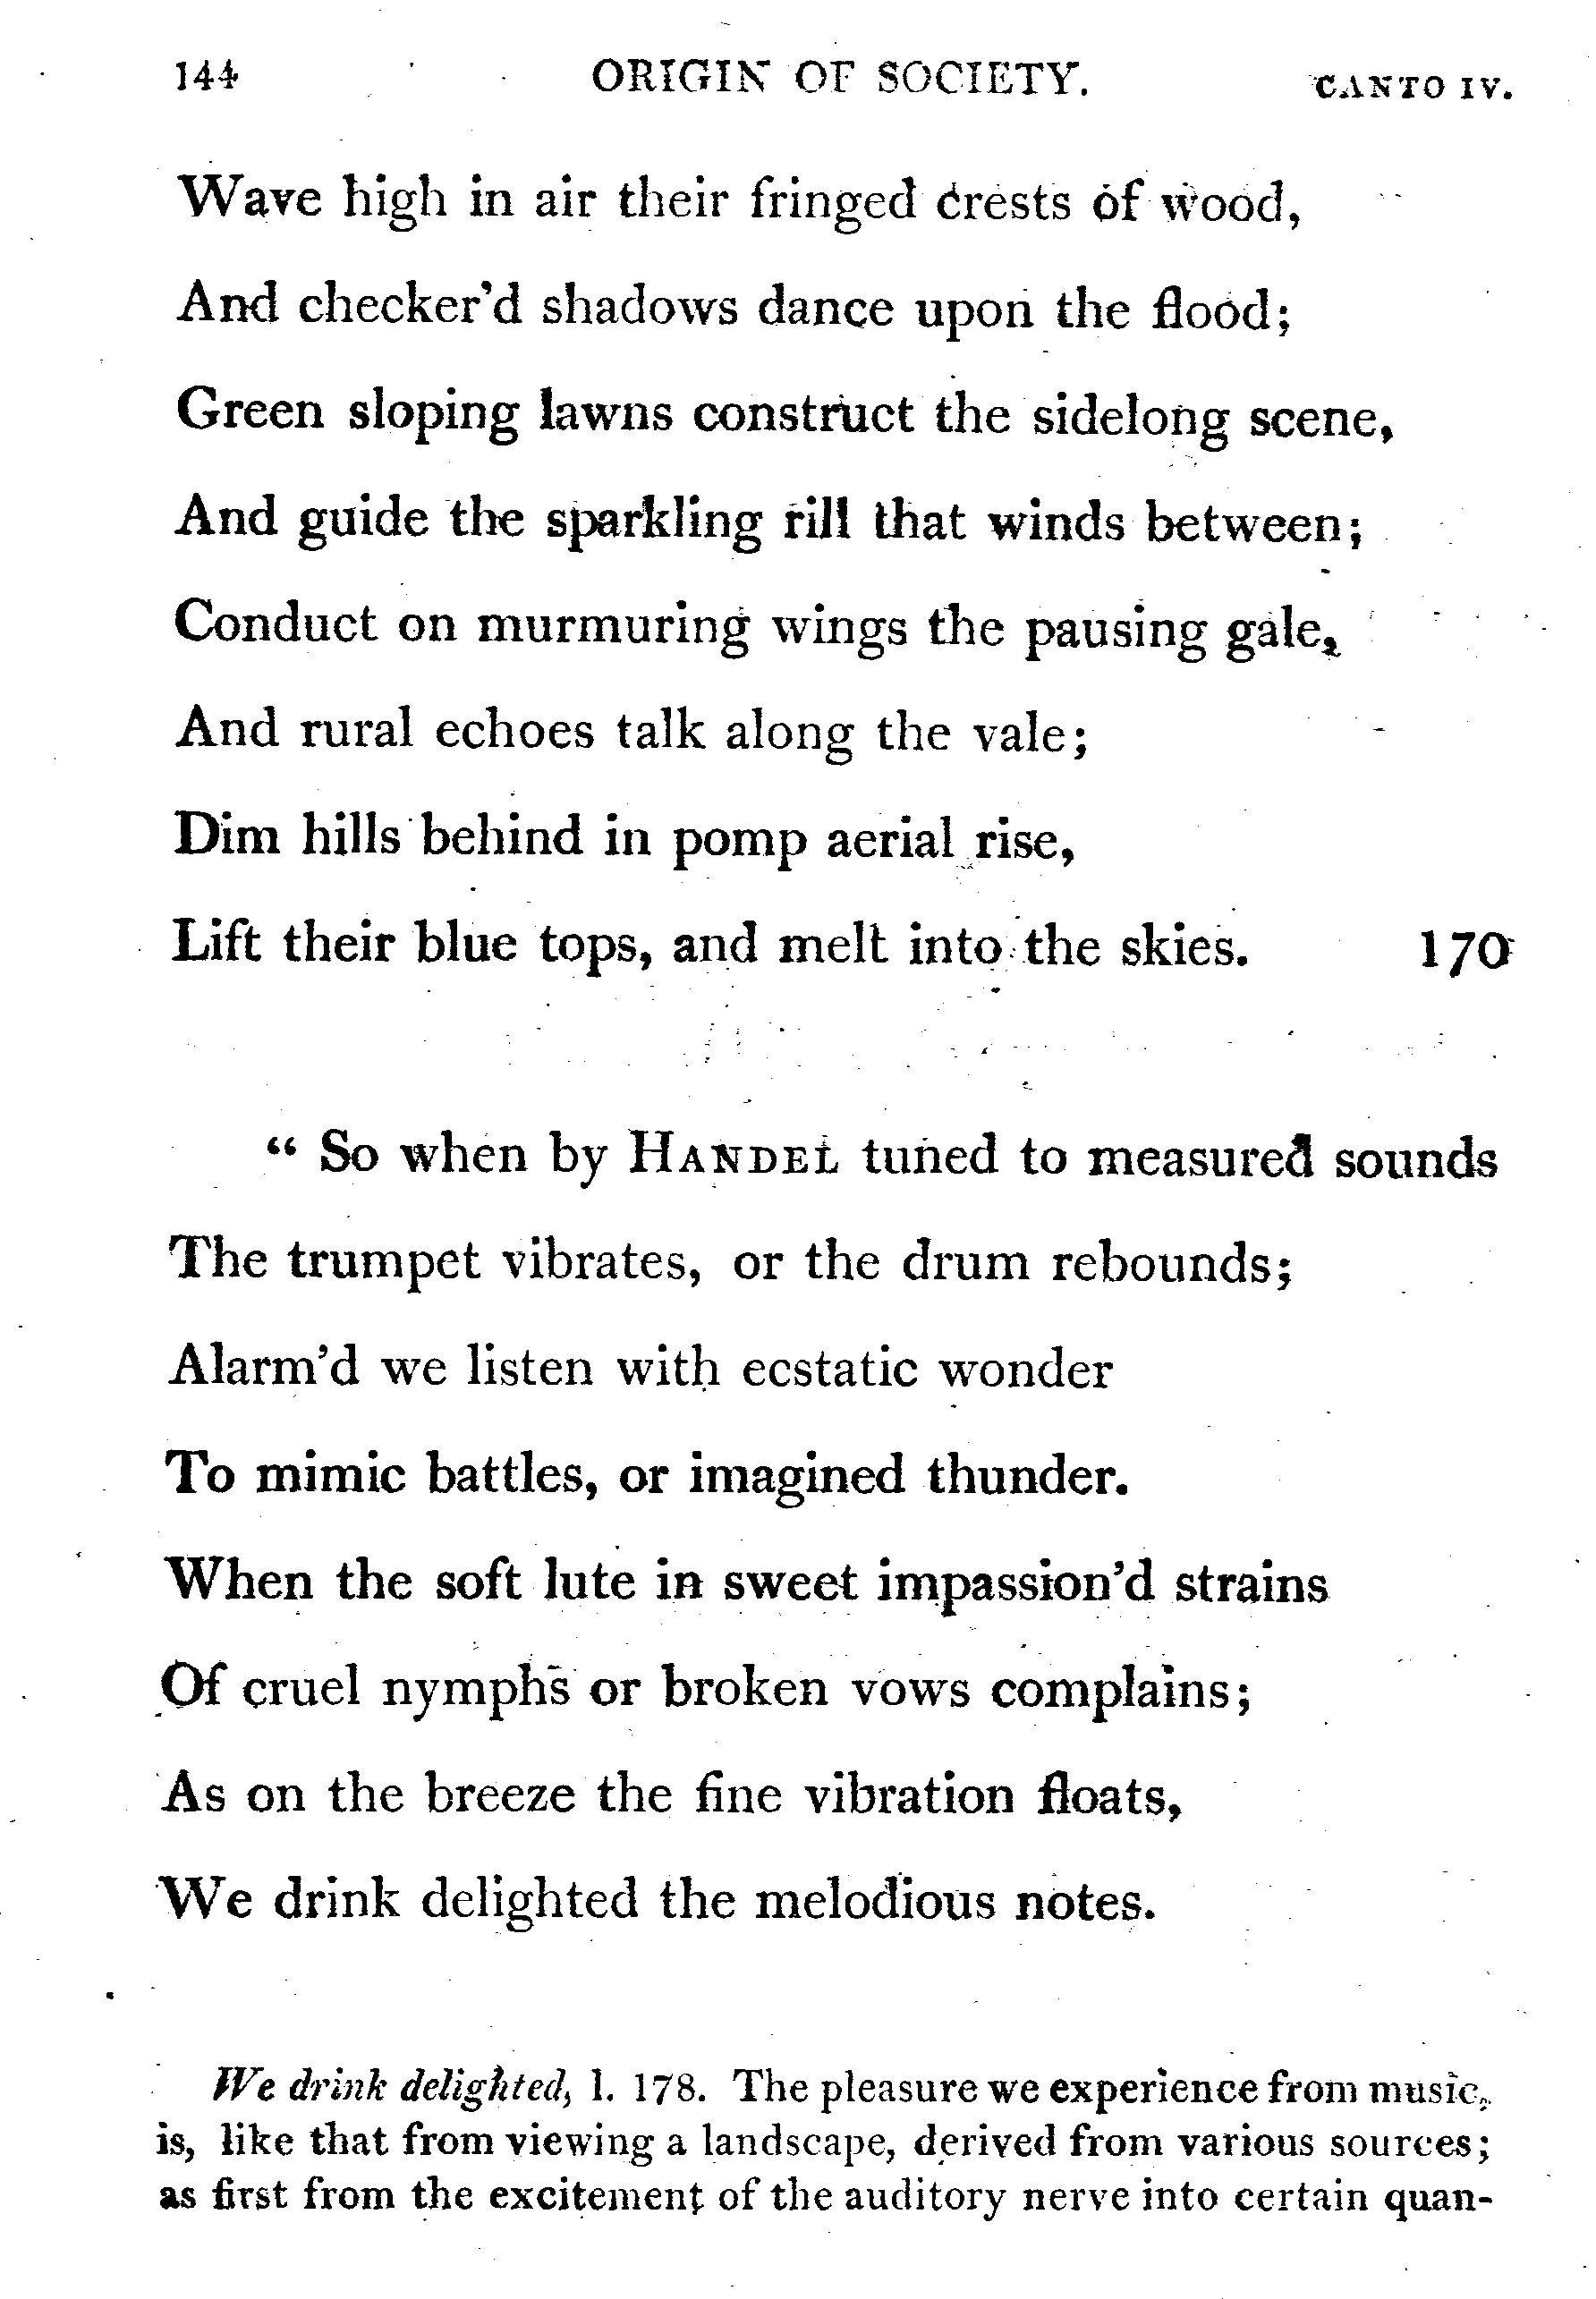 144 ORIGIN OF SOCIETY. CANTO IV.
Wave high in air their fringed crests of wood,
And checker'd shadows dance upon the flood;
Green sloping lawns construct the sidelong scene,
And guide the sparkling rill that winds between;
Conduct on murmuring wings the pausing gale,
And rural echoes talk along the vale;
Dim hills behind in pomp aerial rise,
Lift their blue tops, and melt into the skies. 170
“ So when by HANDEL tuned to measured sounds
The trumpet vibrates, or the drum rebounds;
Alarm'd we listen with ecstatic wonder
To mimic battles, or imagined thunder.
When the soft lute in sweet impassion'd strains
Of cruel nymphs or broken vows complains;
As on the breeze the fine vibration floats,
We drink delighted the melodious notes.
We drink delighted, l. 178. The pleasure we experience from music,
is, like that from viewing a landscape, derived from various sources;
as first from the excitement of the auditory nerve into certain quan-